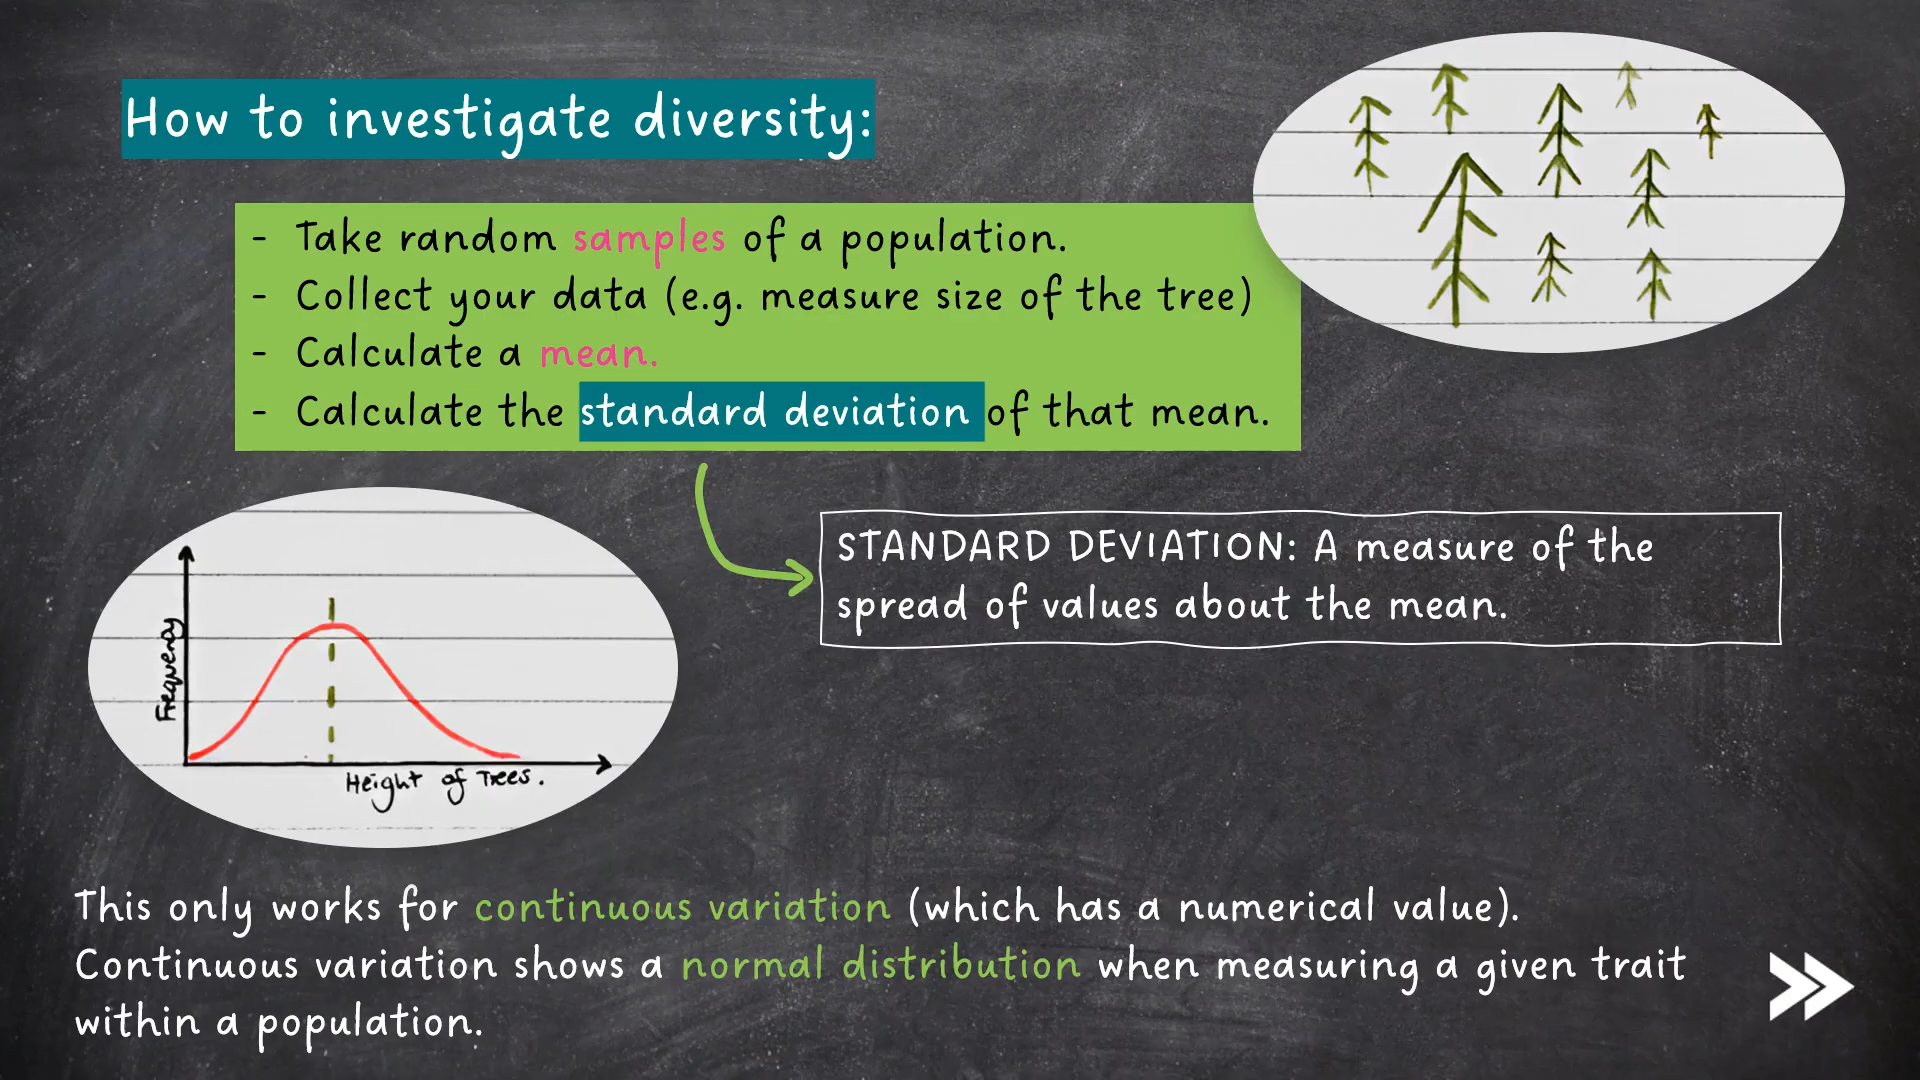 How to investigate diversity:
- Take random samples of a population.
- Collect your data (e.g. measure size of the tree)
- Calculate a mean.
- Calculate the standard deviation of that mean.
STANDARD DEVIATION: A measure of the
spread of values about the mean.
Frequency
Height of Trees.
This only works for continuous variation (which has a numerical value).
Continuous variation shows a normal distribution when measuring a given trait
within a population.